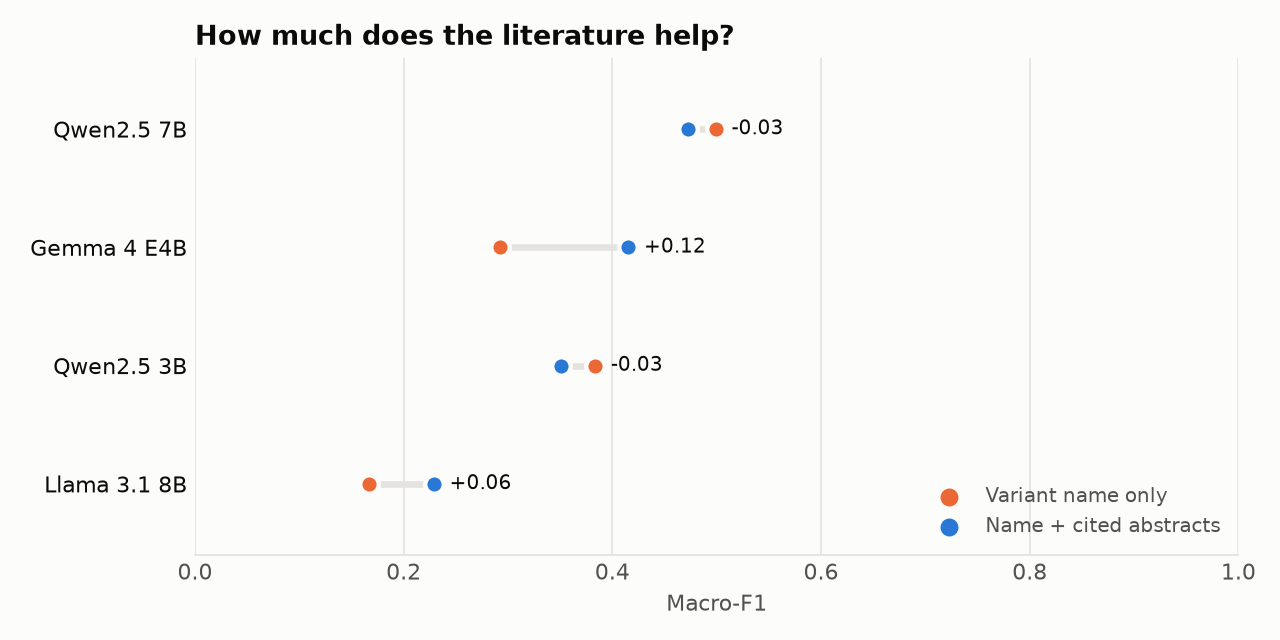 How much does the literature help?
Qwen2.5 7B
-0.03
Gemma 4 E4B
+0.12
Qwen2.5 3B
-0.03
Llama 3.1 8B
+0.06
Variant name only
Name + cited abstracts
0.0 0.2 0.4 0.6 0.8 1.0
Macro-F1